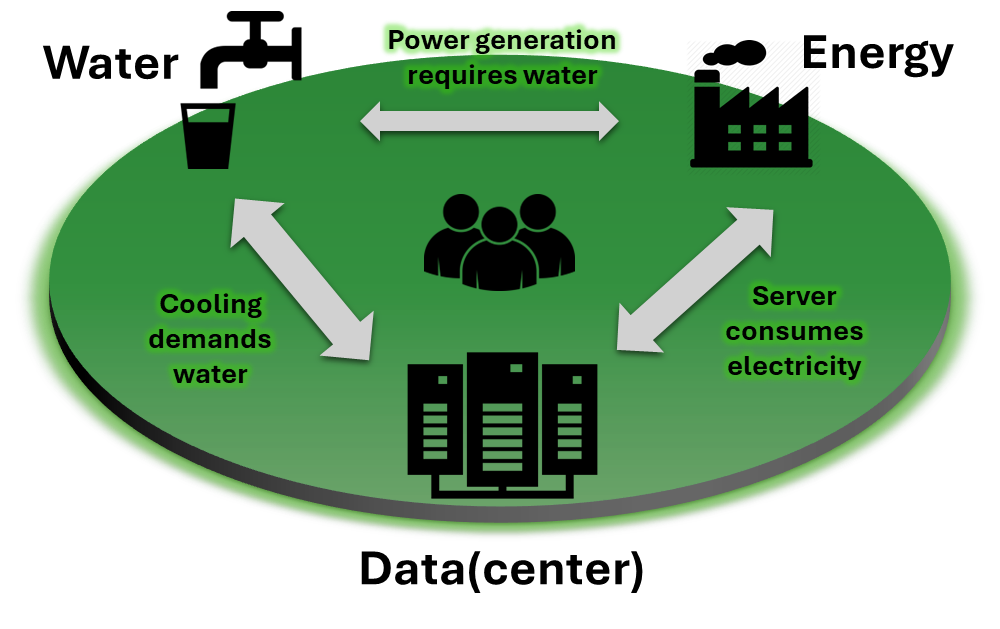 Water
Power generation
requires water
Energy
Cooling
demands
water
Server
consumes
electricity
Data(center)